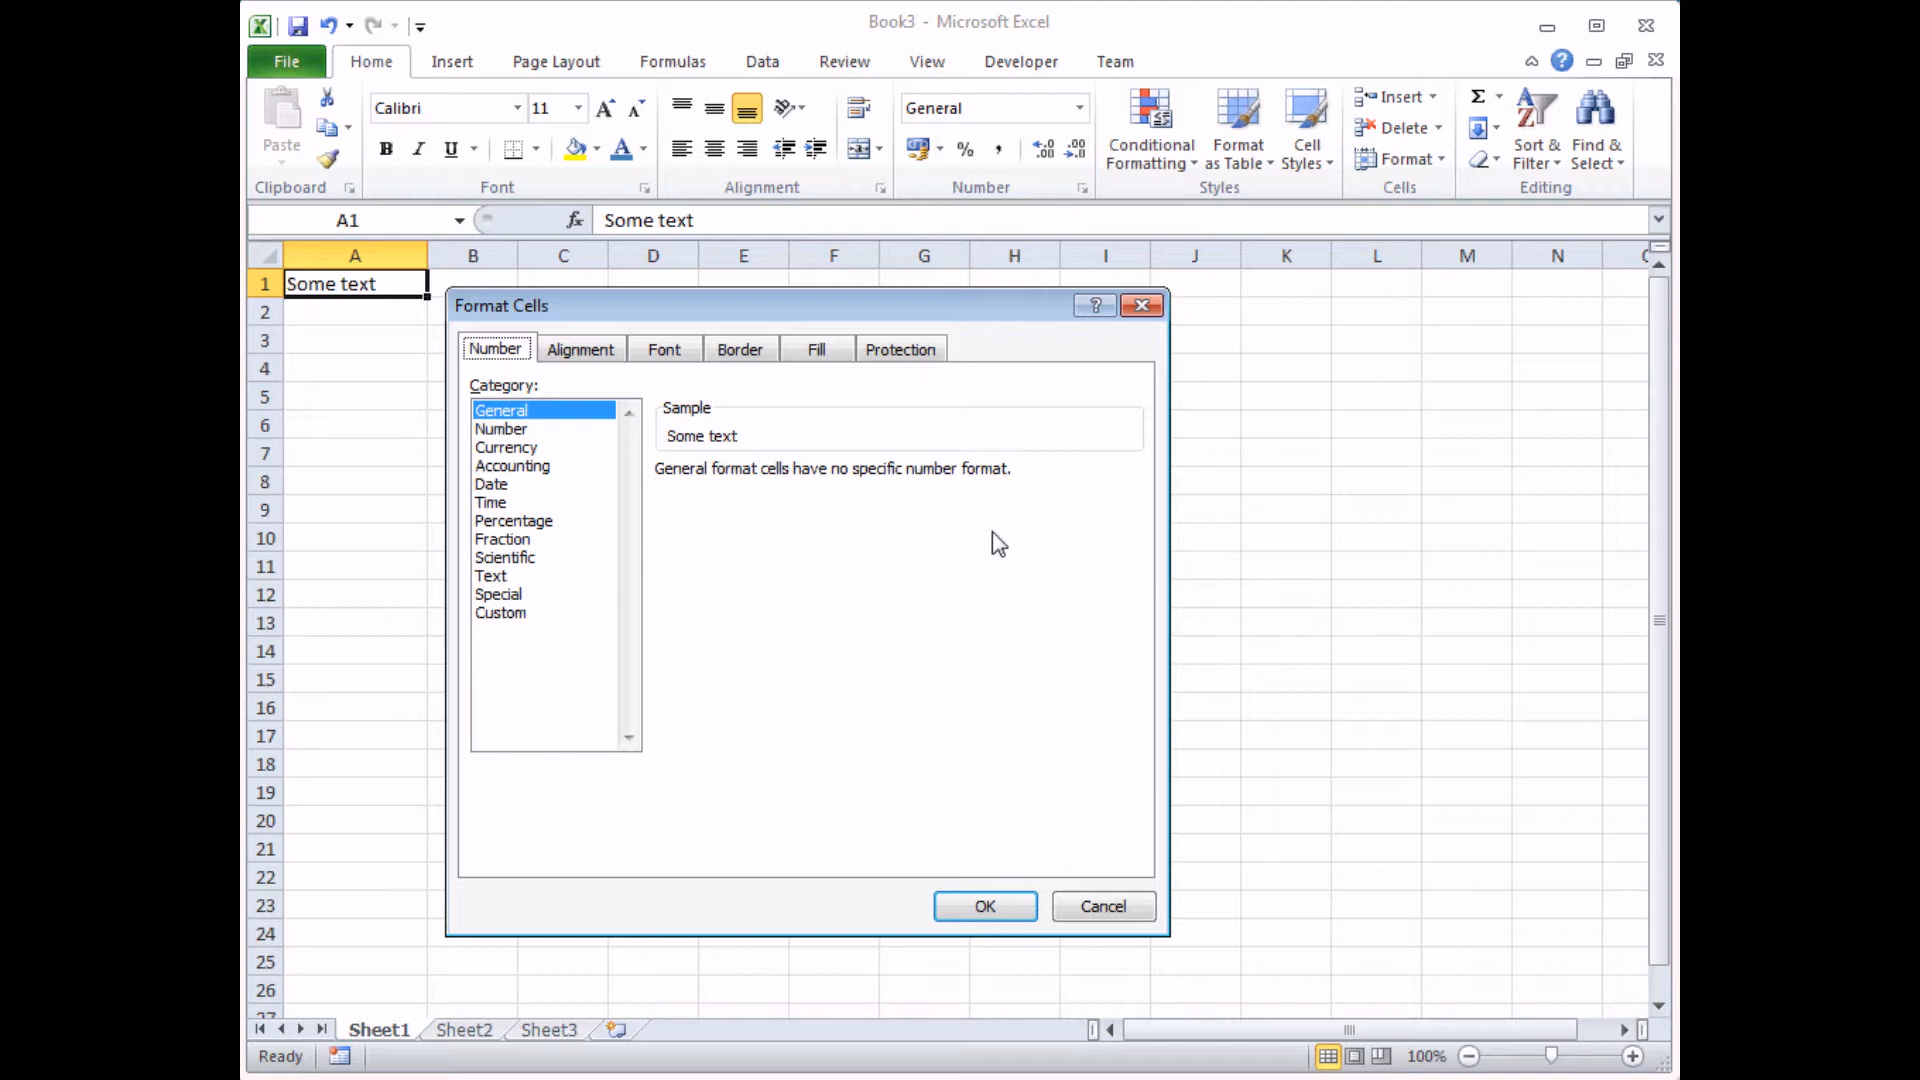 Book3 - Microsoft Excel
File Home Insert Page Layout Formulas Data Review View Developer Team
Calibri 11 General
Paste
B I U
% ,
Conditional Formatting
Format as Table
Cell Styles
Insert
Delete
Format
Σ
Sort & Filter
Find & Select
Clipboard Font Alignment Number Styles Cells Editing
A1 fx Some text
A B C D E F G H I J K L M N
1 Some text
2
3
4
5
6
7
8
9
10
11
12
13
14
15
16
17
18
19
20
21
22
23
24
25
26
Format Cells
Number Alignment Font Border Fill Protection
Category:
General
Number
Currency
Accounting
Date
Time
Percentage
Fraction
Scientific
Text
Special
Custom
Sample
Some text
General format cells have no specific number format.
OK Cancel
Sheet1 Sheet2 Sheet3
Ready 100%